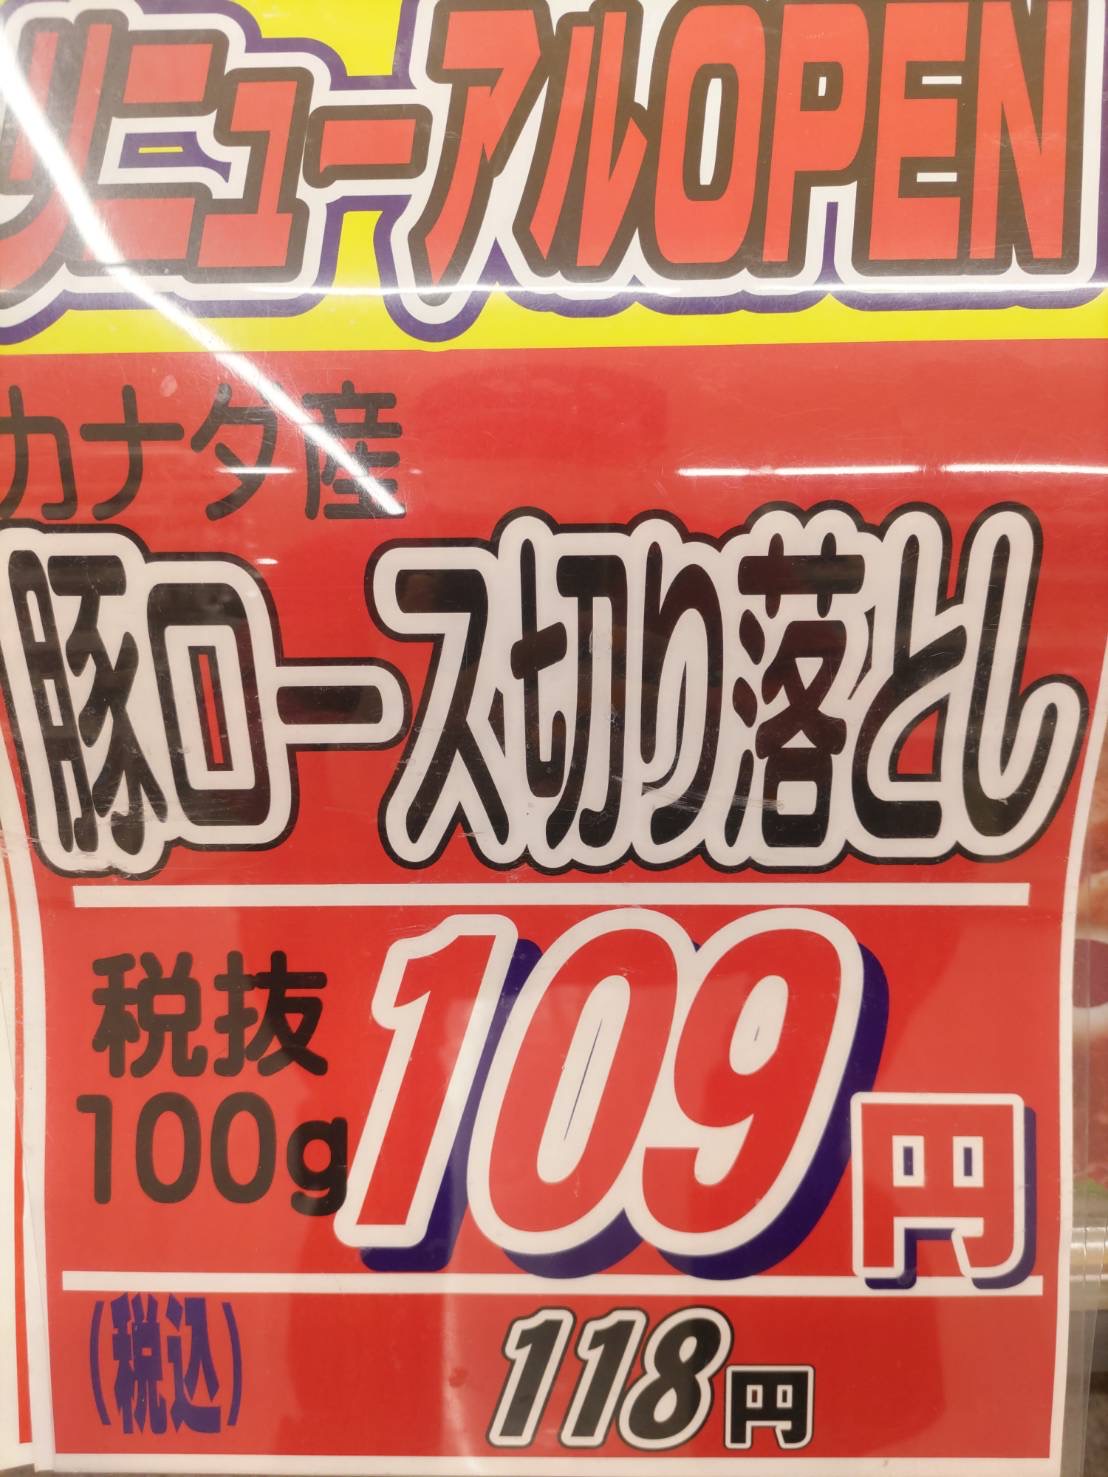 リニューアルOPEN
カナダ産
豚ロース切り落とし
税抜
100g
109円
(税込)
118円